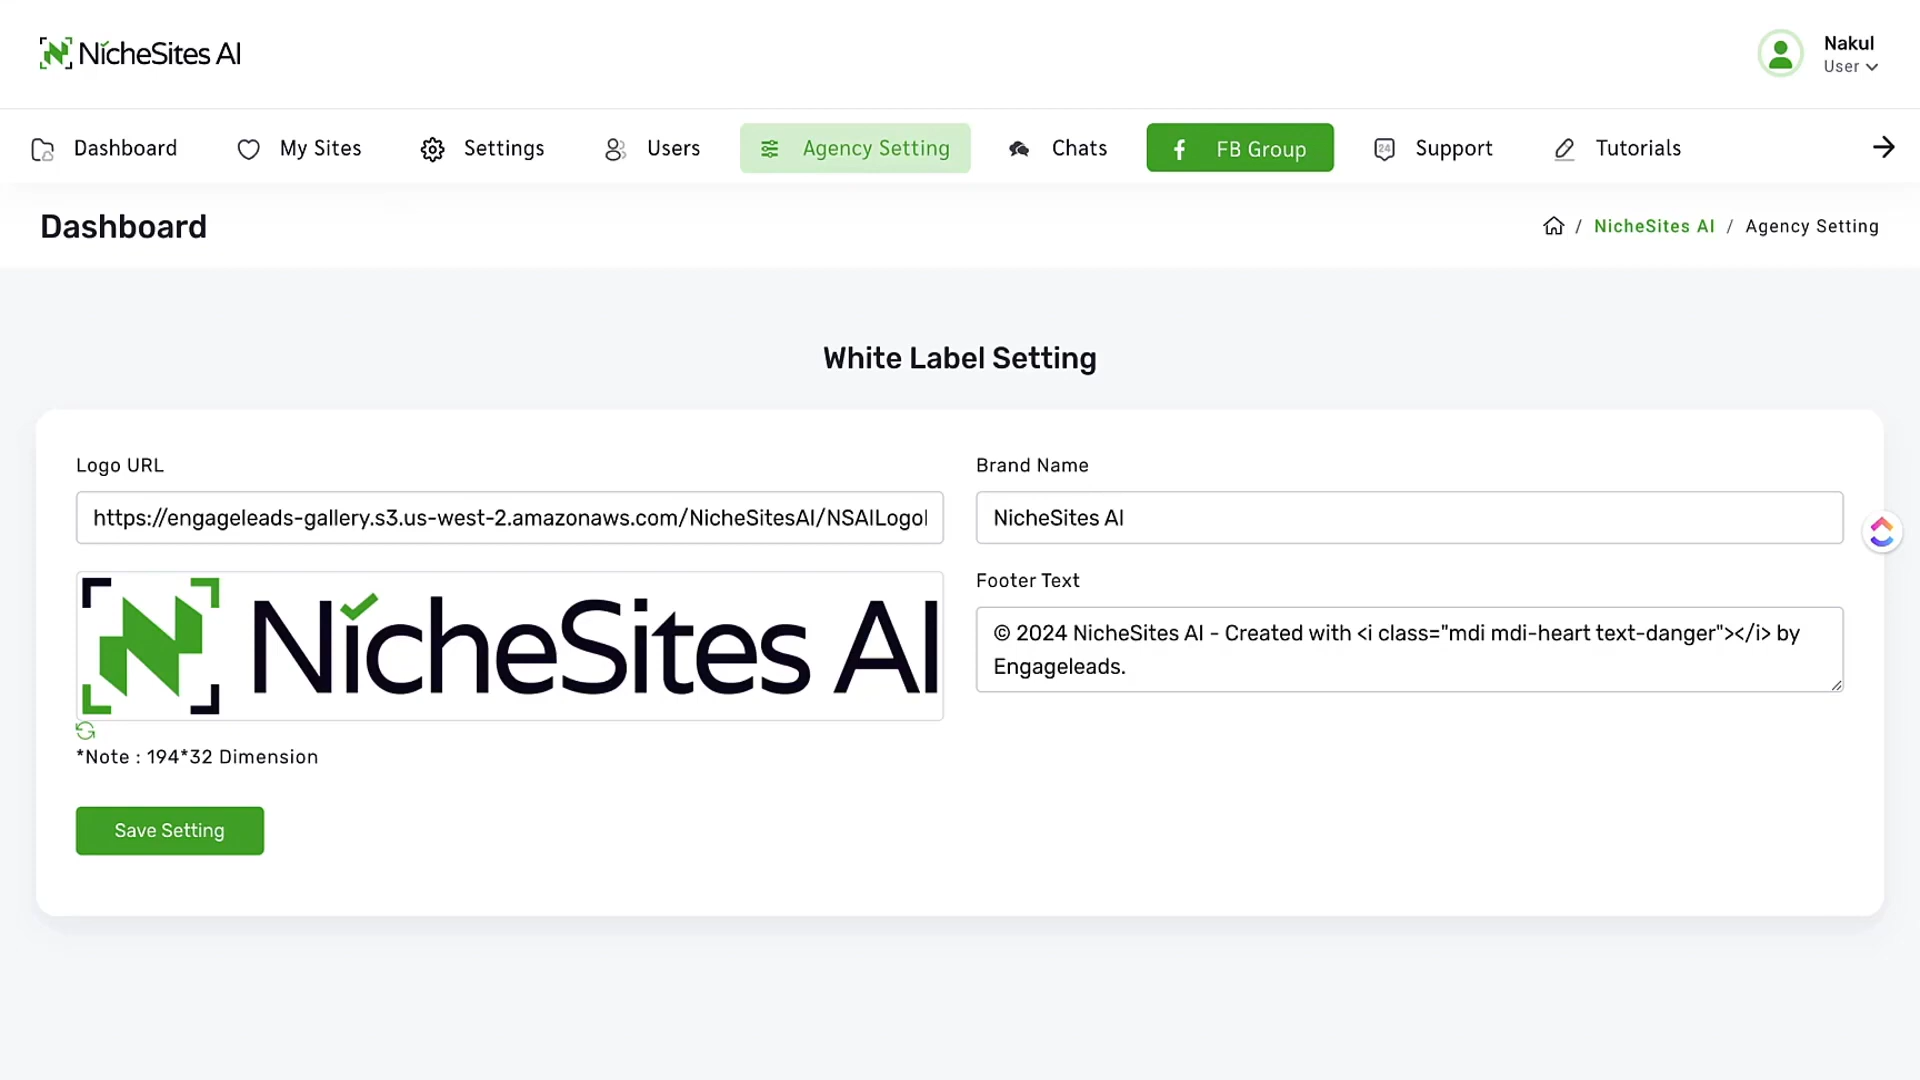 NicheSites AI
Nakul
User
Dashboard
My Sites
Settings
Users
Agency Setting
Chats
FB Group
24
Support
Tutorials
Dashboard
/ NicheSites AI / Agency Setting
White Label Setting
Logo URL
https://engageleads-gallery.s3.us-west-2.amazonaws.com/NicheSitesAI/NSAILogo
NicheSites AI
*Note : 194*32 Dimension
Save Setting
Brand Name
NicheSites AI
Footer Text
© 2024 NicheSites AI - Created with <i class="mdi mdi-heart text-danger"></i> by
Engageleads.